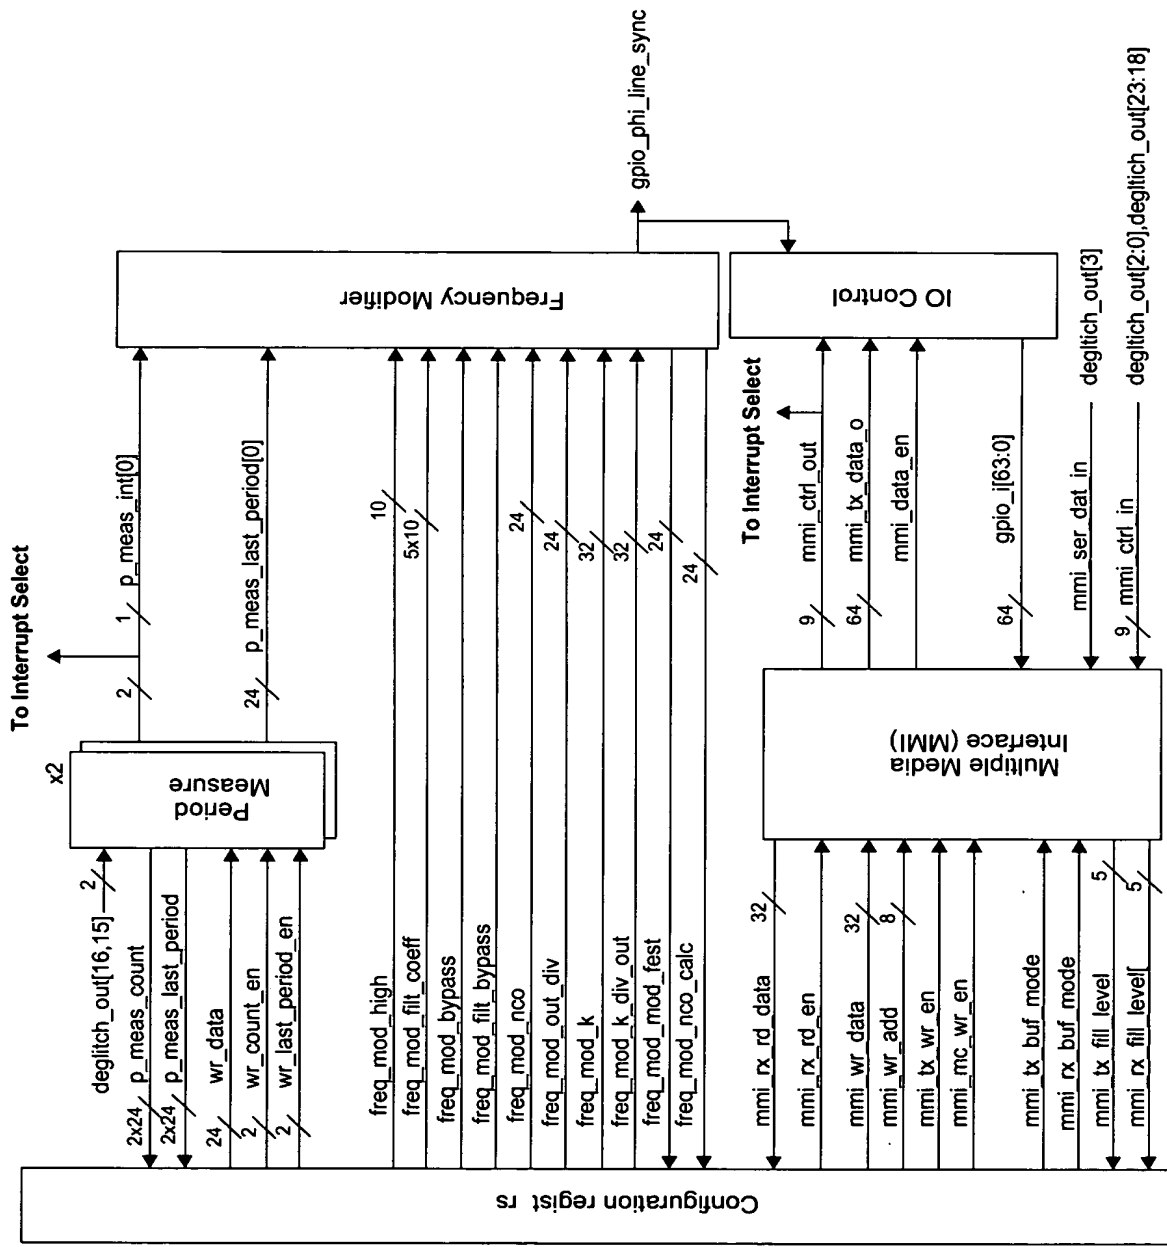 To Interrupt Select
x2
Period
Measure
deglitch_out[16,15]
2
2x24
p_meas_count
2x24
p_meas_last_period
24
wr_data
2
wr_count_en
2
wr_last_period_en
2
1
p_meas_int[0]
24
p_meas_last_period[0]
Frequency Modifier
gpio_phi_line_sync
freq_mod_high
10
freq_mod_filt_coeff
5x10
freq_mod_bypass
freq_mod_filt_bypass
freq_mod_nco
24
freq_mod_out_div
24
freq_mod_k
32
freq_mod_k_div_out
32
freq_mod_mod_fest
24
freq_mod_nco_calc
24
To Interrupt Select
IO Control
9
mmi_ctrl_out
64
mmi_tx_data_o
mmi_data_en
64
gpio_i[63:0]
mmi_ser_dat_in
degltich_out[3]
9
mmi_ctrl_in
degltich_out[2:0],degltich_out[23:18]
Multiple Media
Interface (MMI)
mmi_rx_rd_data
32
mmi_rx_rd_en
mmi_wr_data
32
mmi_wr_add
8
mmi_tx_wr_en
mmi_mc_wr_en
mmi_tx_buf_mode
mmi_rx_buf_mode
mmi_tx_fill_level
5
mmi_rx_fill_level[
5
Configuration regist rs